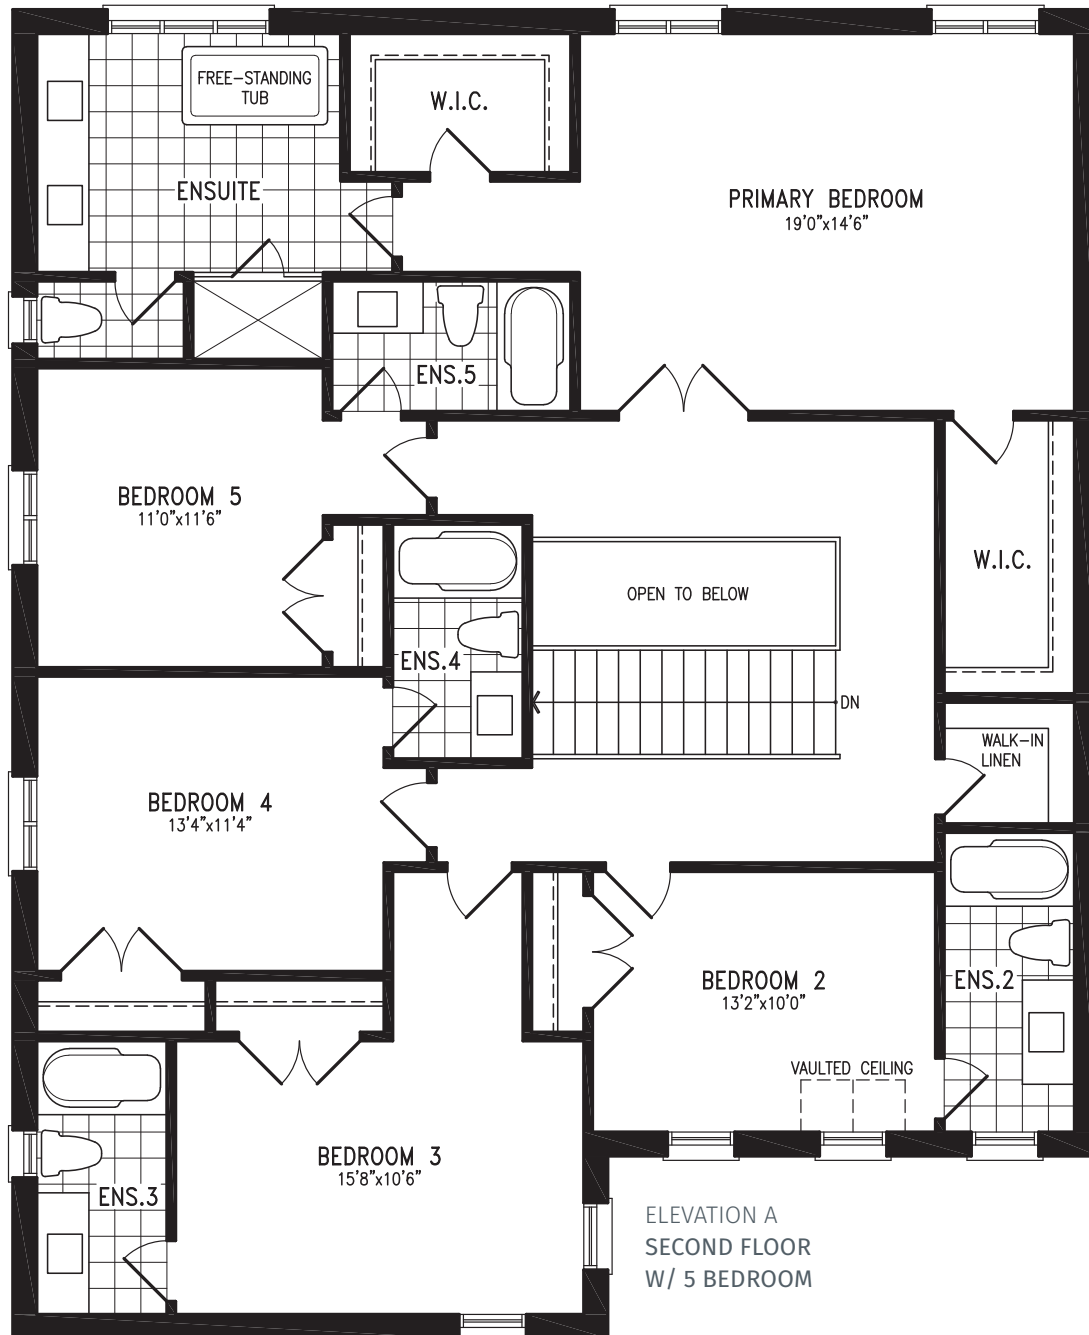 FREE-STANDING
TUB
W.I.C.
ENSUITE
PRIMARY BEDROOM
19'0"x14'6"
ENS.5
BEDROOM 5
11'0"x11'6"
W.I.C.
OPEN TO BELOW
ENS.4
DN
WALK-IN
LINEN
BEDROOM 4
13'4"x11'4"
BEDROOM 2
13'2"x10'0"
ENS.2
VAULTED CEILING
BEDROOM 3
15'8"x10'6"
ENS.3
ELEVATION A
SECOND FLOOR
W/ 5 BEDROOM